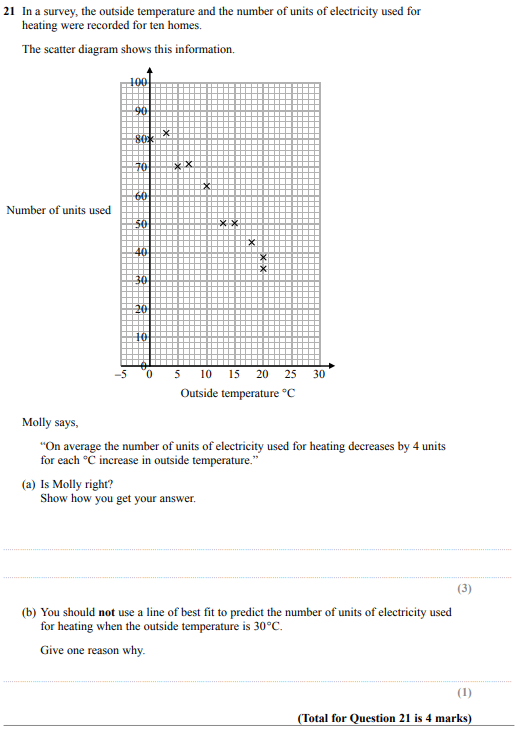 21 In a survey, the outside temperature and the number of units of electricity used for
heating were recorded for ten homes.
The scatter diagram shows this information.
100
90
80
70
60
Number of units used
50
40
30
20
10
0
–5 0 5 10 15 20 25 30
Outside temperature °C
Molly says,
“On average the number of units of electricity used for heating decreases by 4 units
for each °C increase in outside temperature.”
(a) Is Molly right?
Show how you get your answer.
(3)
(b) You should not use a line of best fit to predict the number of units of electricity used
for heating when the outside temperature is 30°C.
Give one reason why.
(1)
(Total for Question 21 is 4 marks)